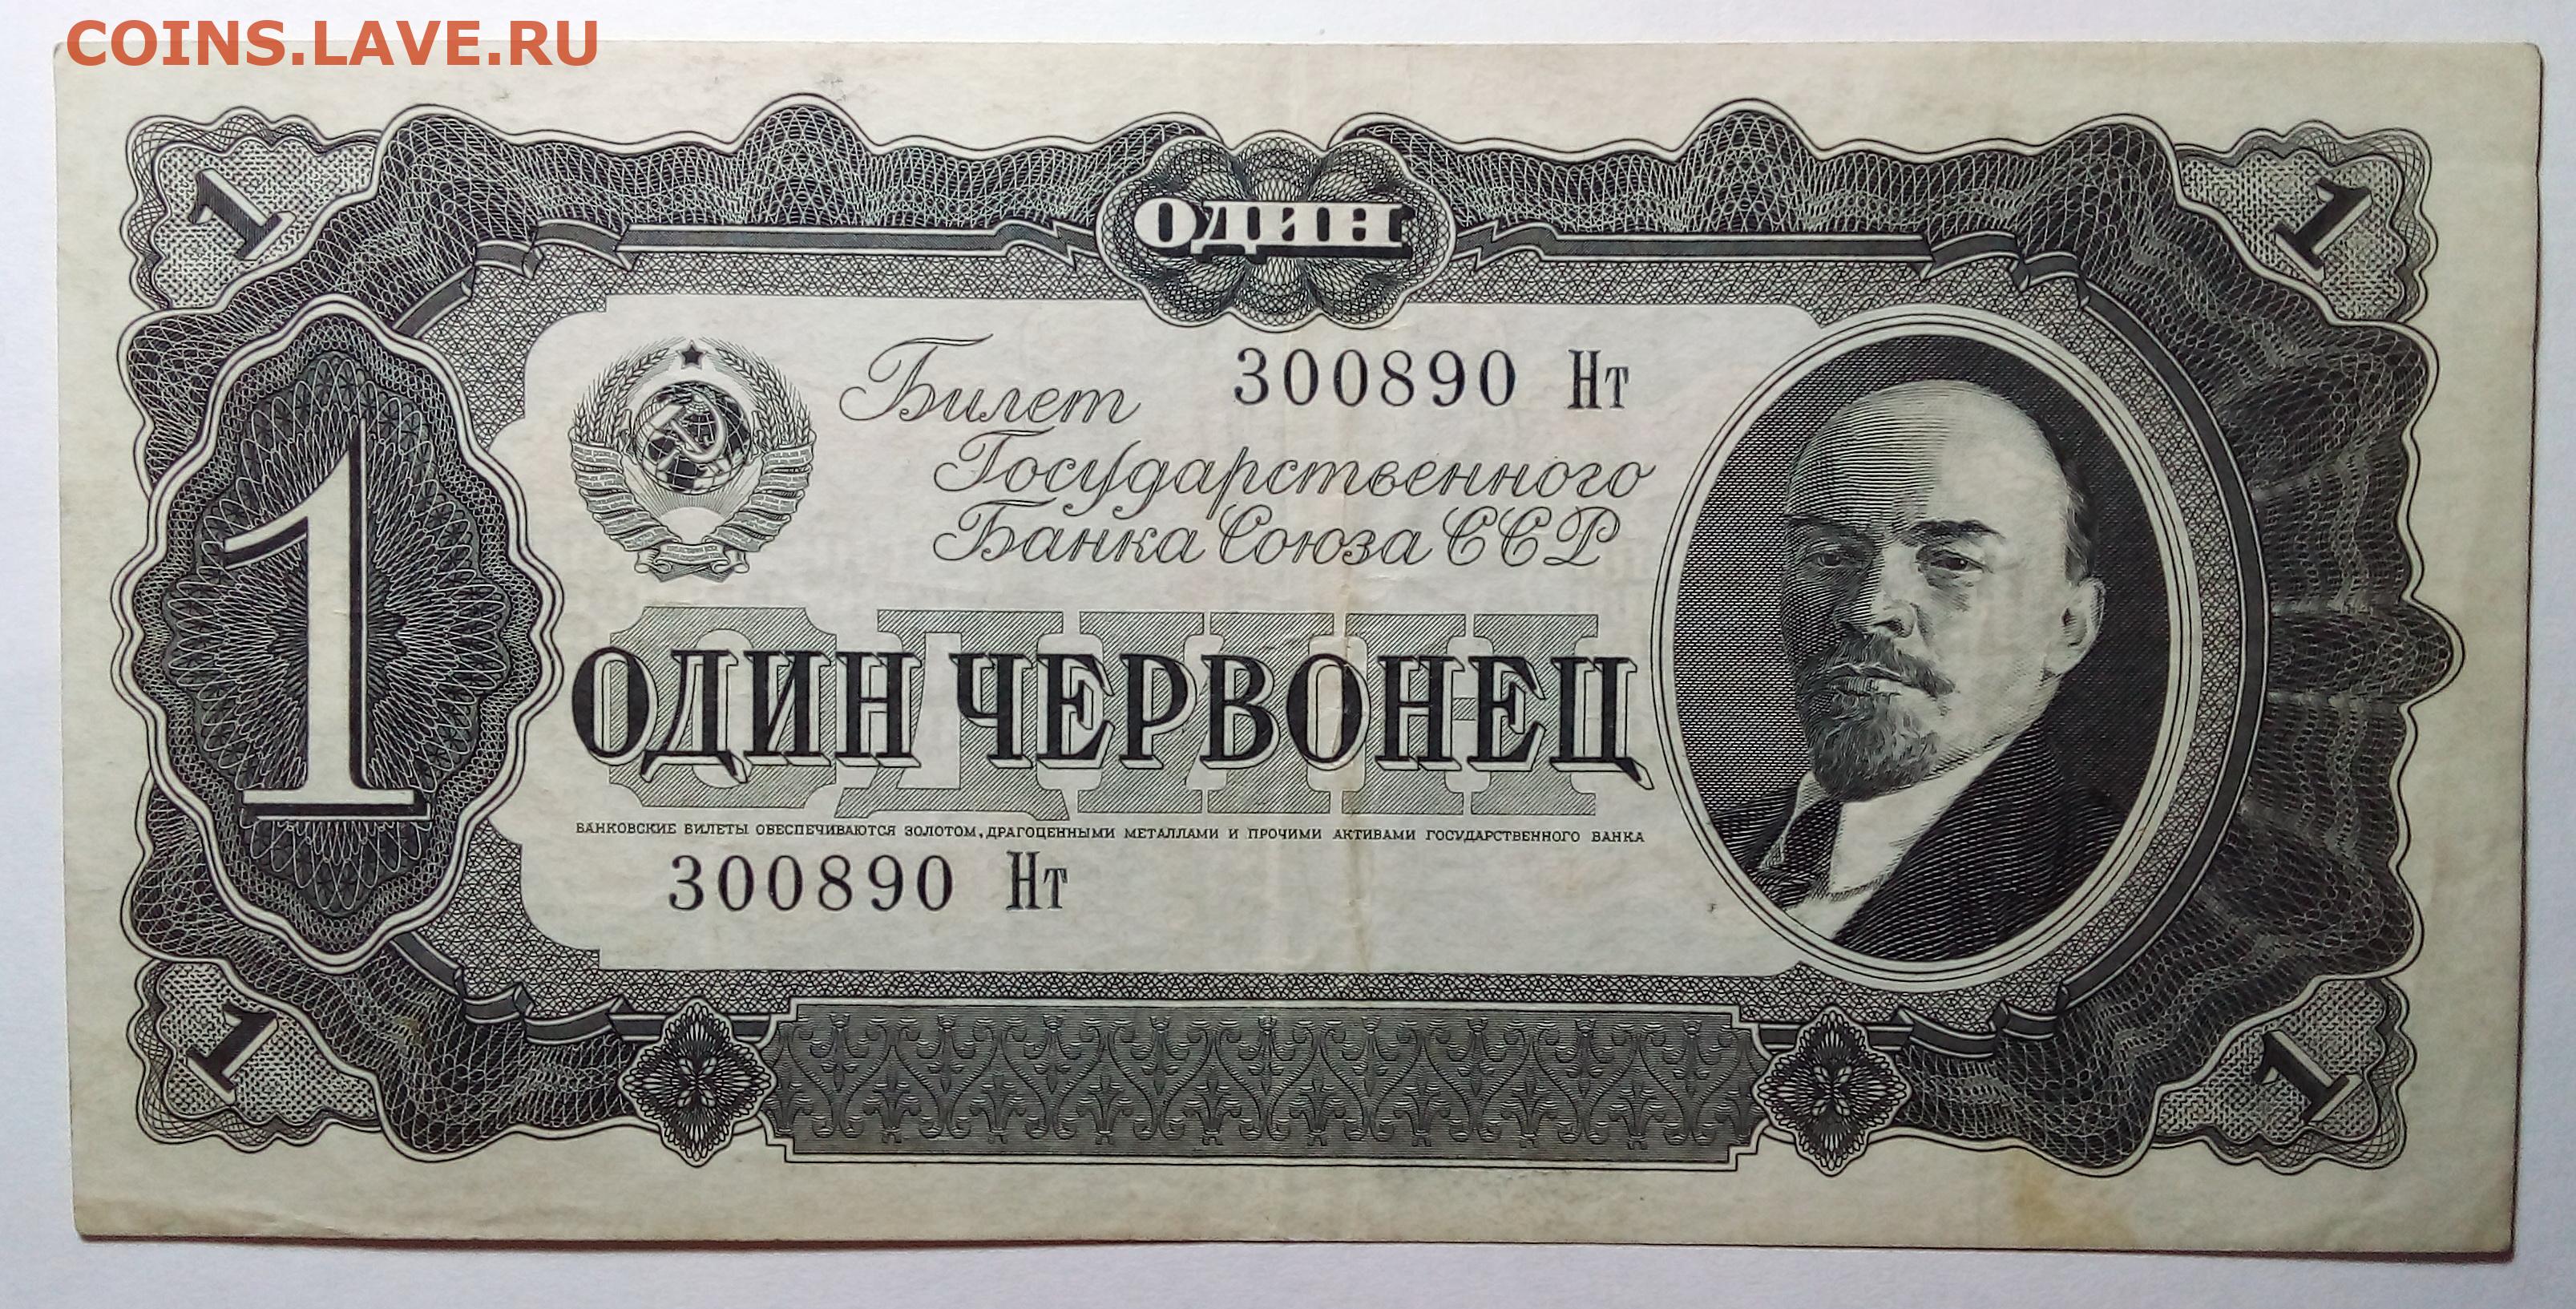 COINS.LAVE.RU
1
1
ОДИН
Билет
300890 Нт
Государственного
Банка Союза ССР
1
ОДИН
ОДИН ЧЕРВОНЕЦ
БАНКОВСКИЕ БИЛЕТЫ ОБЕСПЕЧИВАЮТСЯ ЗОЛОТОМ, ДРАГОЦЕННЫМИ МЕТАЛЛАМИ И ПРОЧИМИ АКТИВАМИ ГОСУДАРСТВЕННОГО БАНКА
300890 Нт
1
1